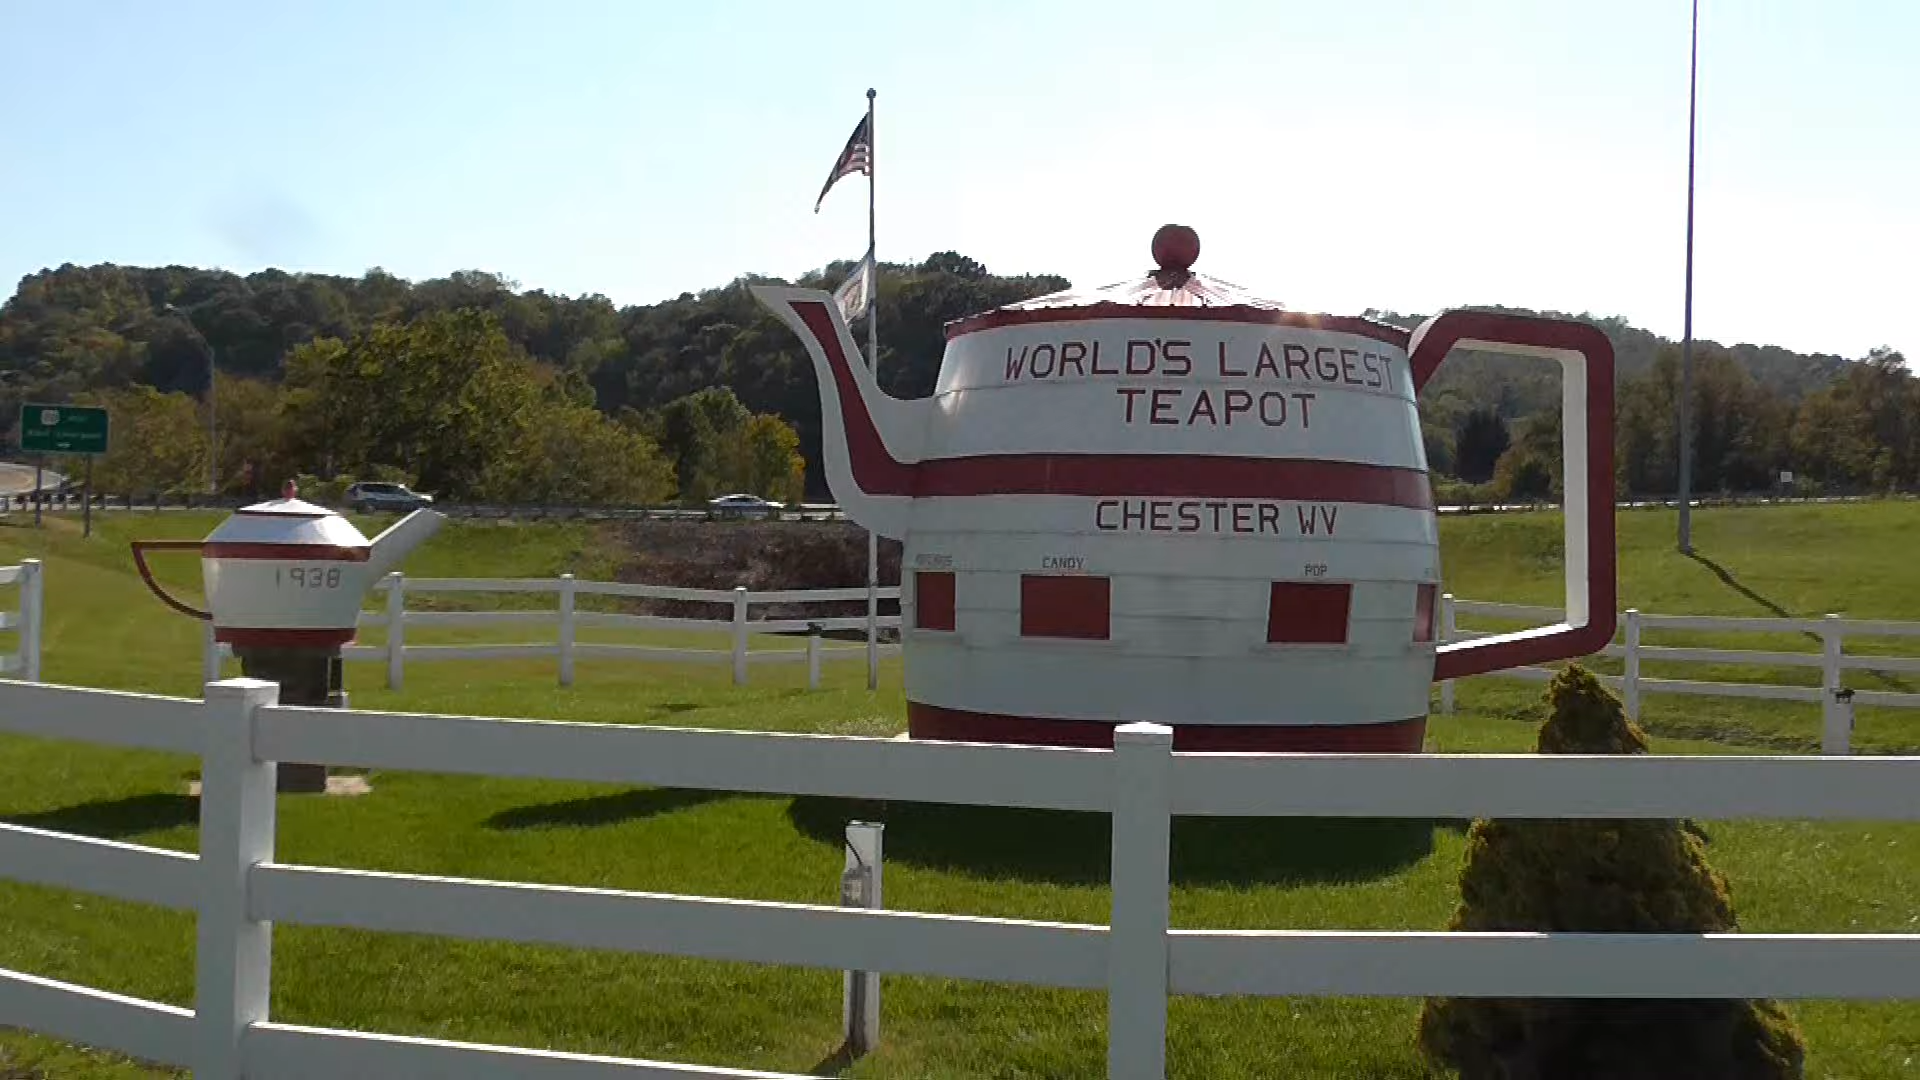 WORLD'S LARGEST
TEAPOT
CHESTER WV
CANDY
POP
1938